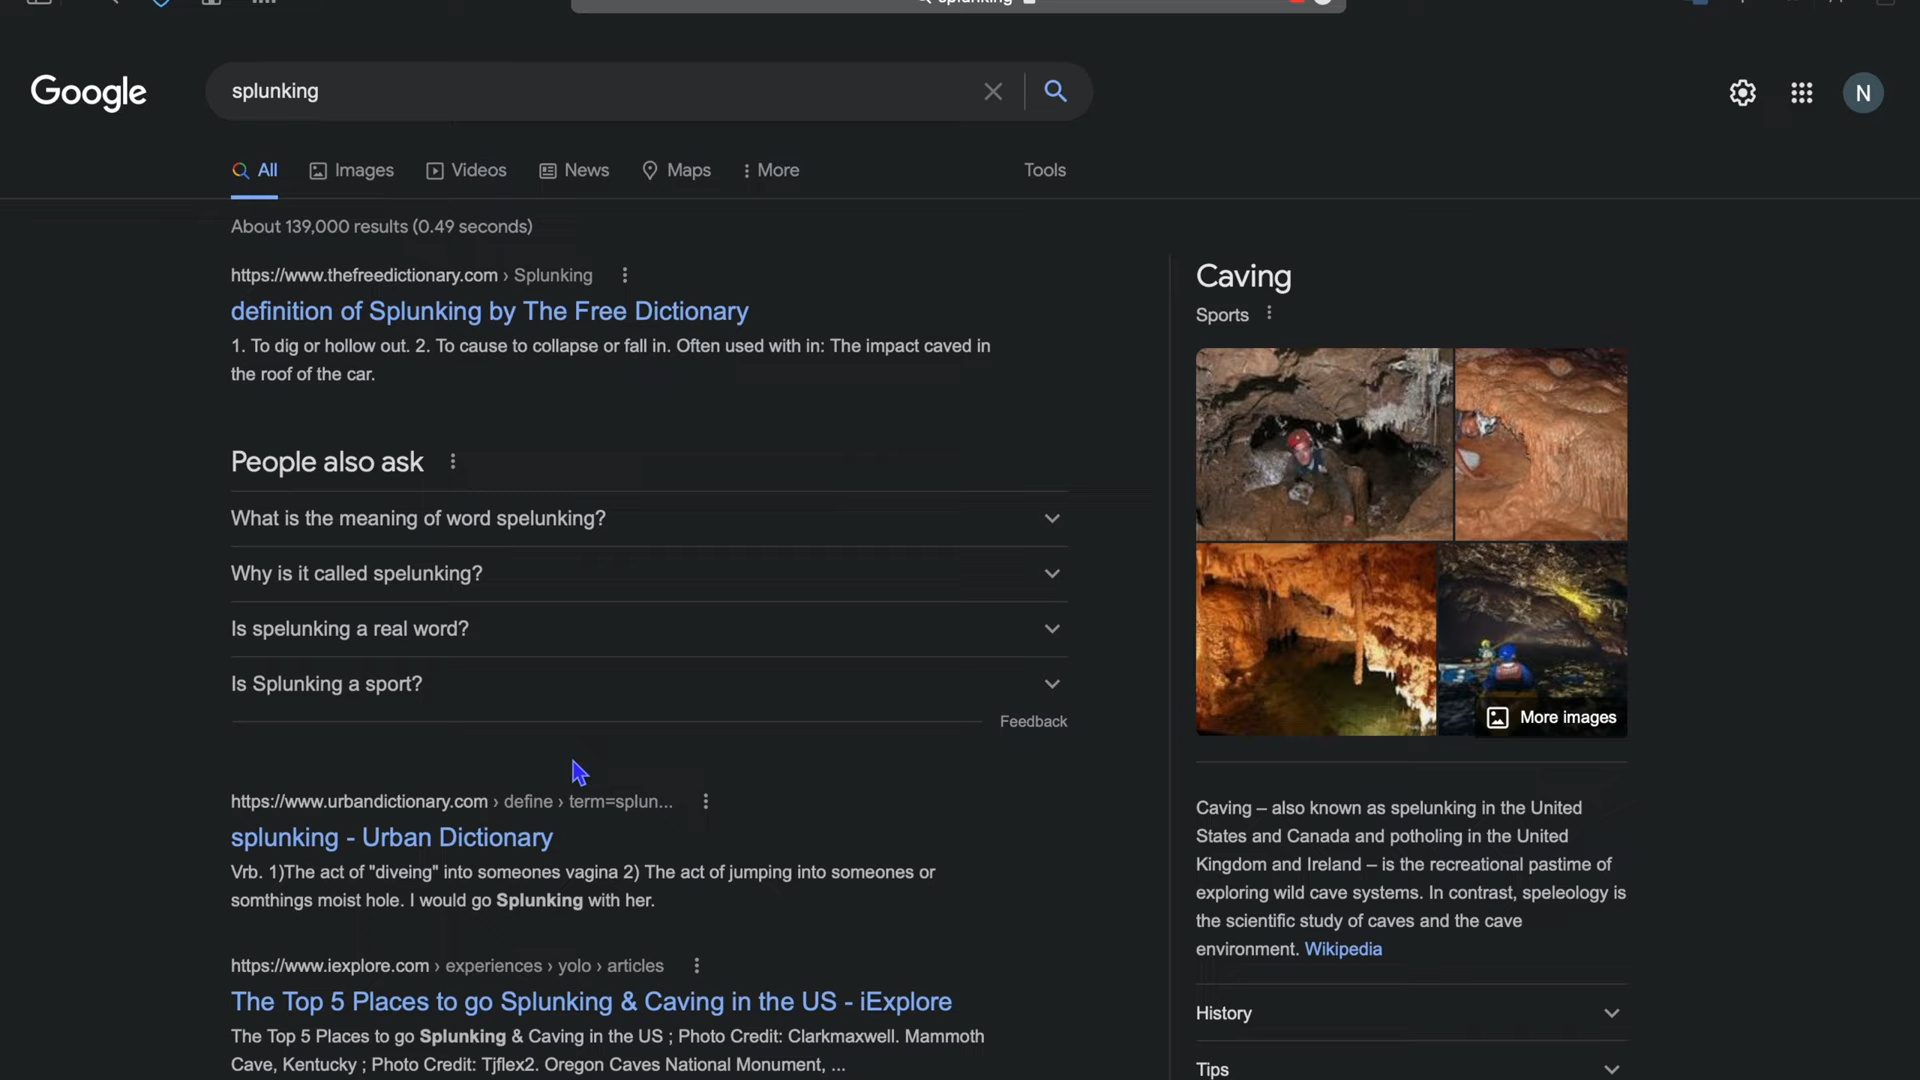 splunking
Google
splunking
N
All
Images
Videos
News
Maps
More
Tools
About 139,000 results (0.49 seconds)
https://www.thefreedictionary.com › Splunking
definition of Splunking by The Free Dictionary
1. To dig or hollow out. 2. To cause to collapse or fall in. Often used with in: The impact caved in
the roof of the car.
People also ask
What is the meaning of word spelunking?
Why is it called spelunking?
Is spelunking a real word?
Is Splunking a sport?
Feedback
https://www.urbandictionary.com › define › term=splun...
splunking - Urban Dictionary
Vrb. 1)The act of "diveing" into someones vagina 2) The act of jumping into someones or
somthings moist hole. I would go Splunking with her.
https://www.iexplore.com › experiences › yolo › articles
The Top 5 Places to go Splunking & Caving in the US - iExplore
The Top 5 Places to go Splunking & Caving in the US ; Photo Credit: Clarkmaxwell. Mammoth
Cave, Kentucky ; Photo Credit: Tjflex2. Oregon Caves National Monument, ...
Caving
Sports
More images
Caving – also known as spelunking in the United
States and Canada and potholing in the United
Kingdom and Ireland – is the recreational pastime of
exploring wild cave systems. In contrast, speleology is
the scientific study of caves and the cave
environment. Wikipedia
History
Tips